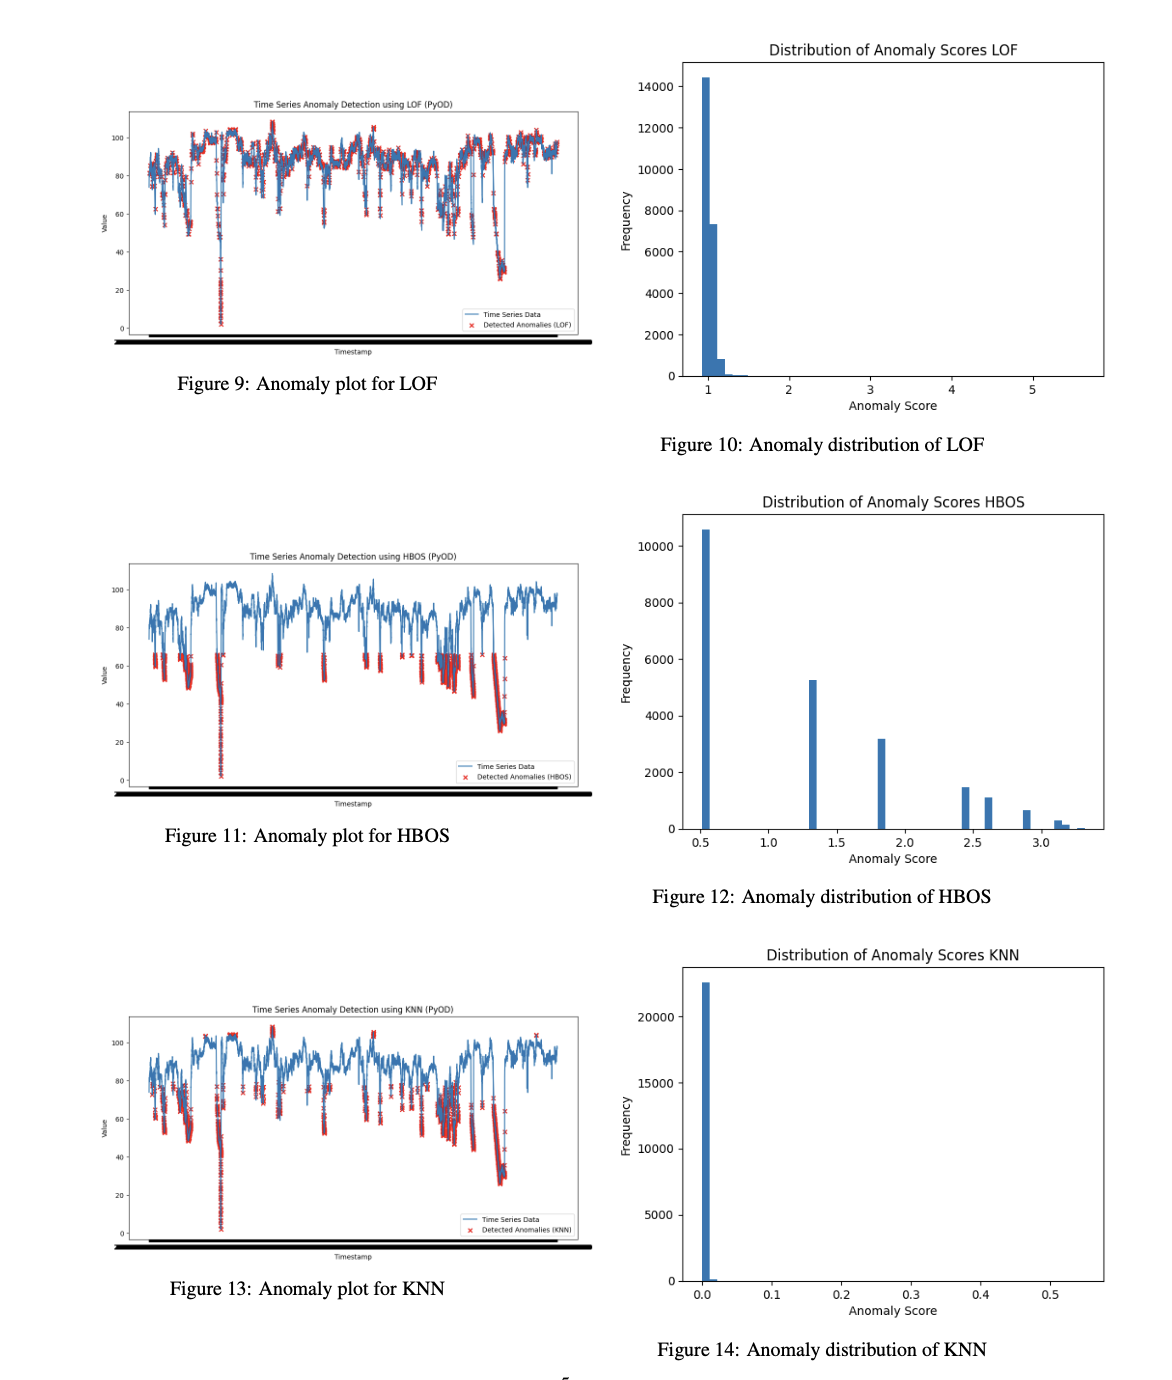 Time Series Anomaly Detection using LOF (PyOD)
100
80
60
40
20
0
Value
Time Series Data
Detected Anomalies (LOF)
Timestamp
Figure 9: Anomaly plot for LOF
Distribution of Anomaly Scores LOF
14000
12000
10000
8000
6000
4000
2000
0
Frequency
1 2 3 4 5
Anomaly Score
Figure 10: Anomaly distribution of LOF
Time Series Anomaly Detection using HBOS (PyOD)
100
80
60
40
20
0
Value
Time Series Data
Detected Anomalies (HBOS)
Timestamp
Figure 11: Anomaly plot for HBOS
Distribution of Anomaly Scores HBOS
10000
8000
6000
4000
2000
0
Frequency
0.5 1.0 1.5 2.0 2.5 3.0
Anomaly Score
Figure 12: Anomaly distribution of HBOS
Time Series Anomaly Detection using KNN (PyOD)
100
80
60
40
20
0
Value
Time Series Data
Detected Anomalies (KNN)
Timestamp
Figure 13: Anomaly plot for KNN
Distribution of Anomaly Scores KNN
20000
15000
10000
5000
0
Frequency
0.0 0.1 0.2 0.3 0.4 0.5
Anomaly Score
Figure 14: Anomaly distribution of KNN